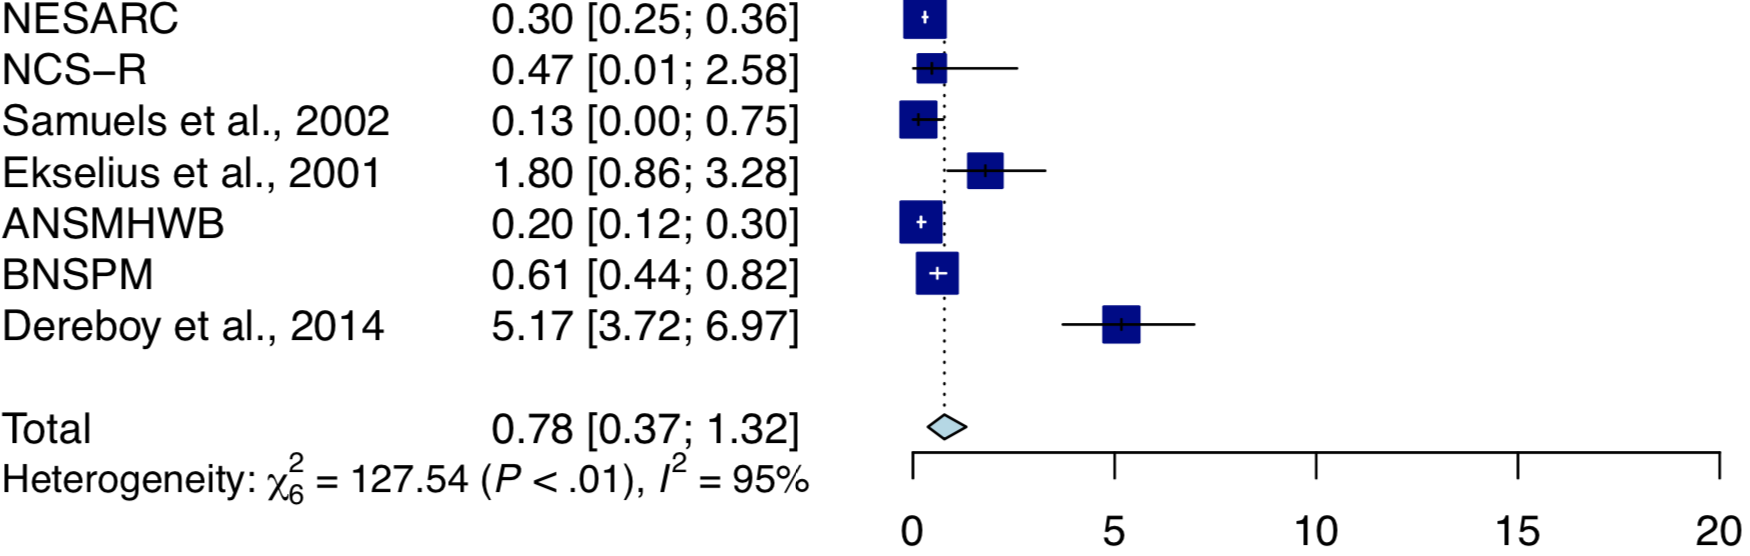 NESARC 0.30 [0.25; 0.36]
NCS−R 0.47 [0.01; 2.58]
Samuels et al., 2002 0.13 [0.00; 0.75]
Ekselius et al., 2001 1.80 [0.86; 3.28]
ANSMHWB 0.20 [0.12; 0.30]
BNSPM 0.61 [0.44; 0.82]
Dereboy et al., 2014 5.17 [3.72; 6.97]
Total 0.78 [0.37; 1.32]
Heterogeneity: χ²₆ = 127.54 (P < .01), I² = 95%
0 5 10 15 20